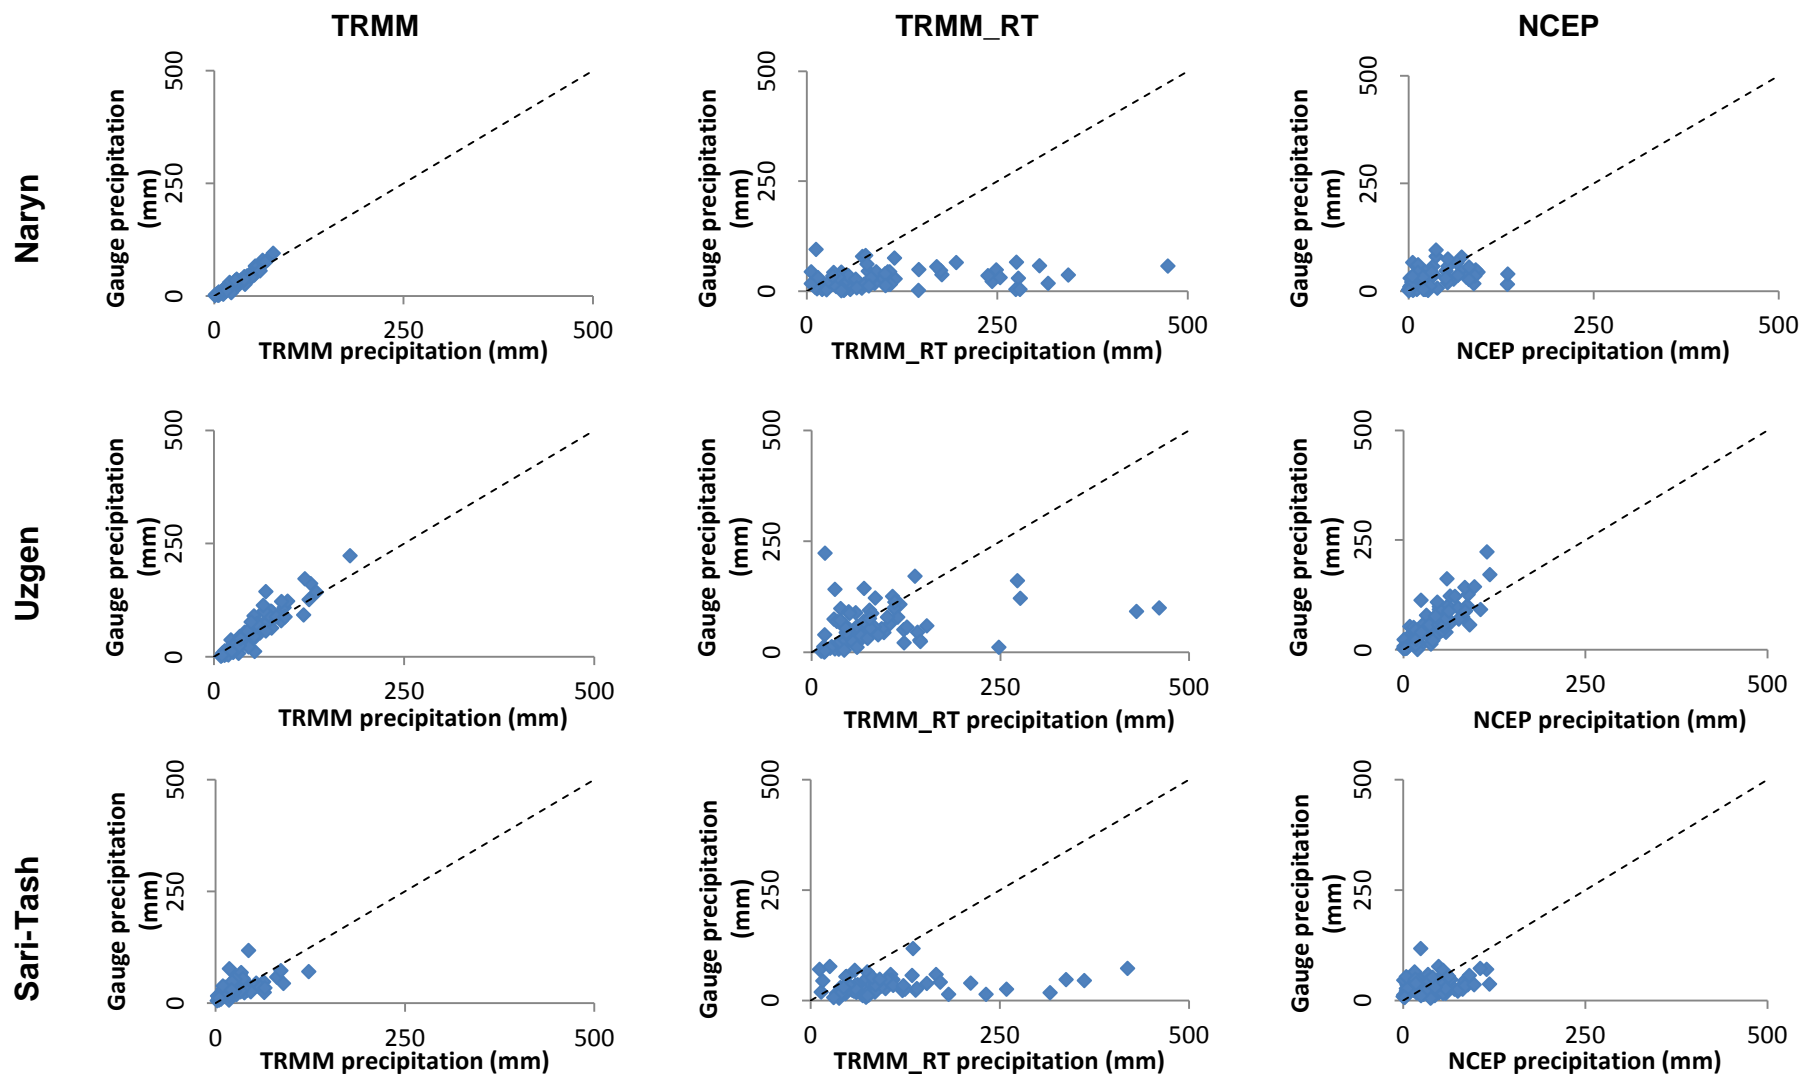 TRMM TRMM_RT NCEP
Naryn
Gauge precipitation
(mm)
500
250
0
0 250 500
TRMM precipitation (mm)
Gauge precipitation
(mm)
500
250
0
0 250 500
TRMM_RT precipitation (mm)
Gauge precipitation
(mm)
500
250
0
0 250 500
NCEP precipitation (mm)
Uzgen
Gauge precipitation
(mm)
500
250
0
0 250 500
TRMM precipitation (mm)
Gauge precipitation
(mm)
500
250
0
0 250 500
TRMM_RT precipitation (mm)
Gauge precipitation
(mm)
500
250
0
0 250 500
NCEP precipitation (mm)
Sari-Tash
Gauge precipitation
(mm)
500
250
0
0 250 500
TRMM precipitation (mm)
Gauge precipitation
(mm)
500
250
0
0 250 500
TRMM_RT precipitation (mm)
Gauge precipitation
(mm)
500
250
0
0 250 500
NCEP precipitation (mm)